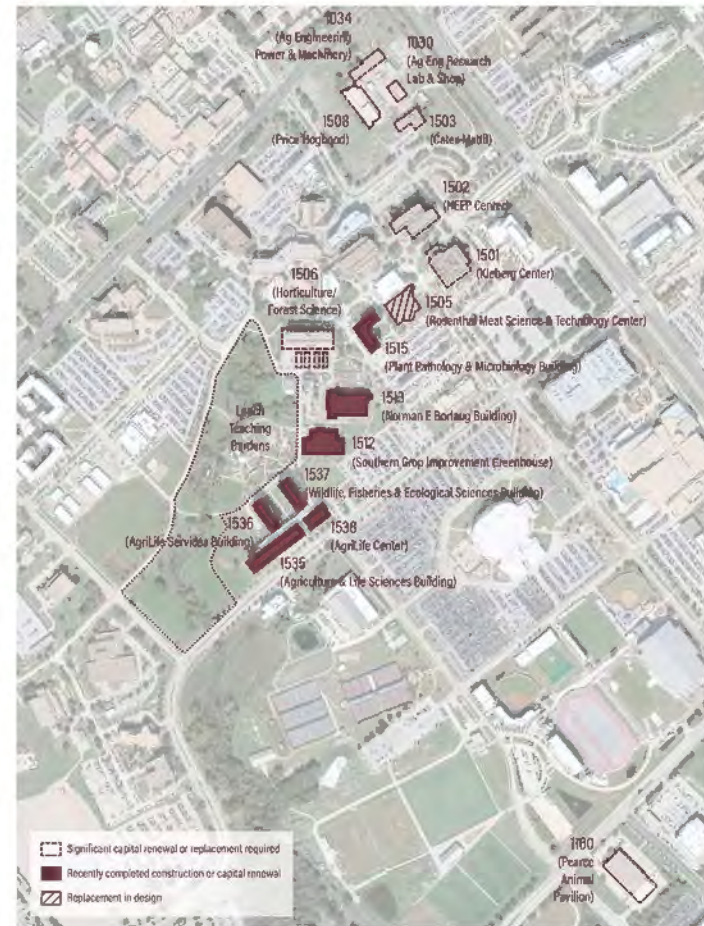 1034
(Ag Engineering
Power & Machinery)
1030
(Ag Eng Research
Lab & Shop)
1508
(Price Hobgood)
1503
(Cater-Mattil)
1502
(HEEP Center)
1501
(Kleberg Center)
1506
(Horticulture/
Forest Science)
1505
(Rosenthal Meat Science & Technology Center)
1515
(Plant Pathology & Microbiology Building)
1513
(Norman E Borlaug Building)
Leach
Teaching
Gardens
1512
(Southern Crop Improvement Greenhouse)
1537
(Wildlife, Fisheries & Ecological Sciences Building)
1536
(AgriLife Services Building)
1538
(AgriLife Center)
1535
(Agriculture & Life Sciences Building)
1160
(Pearce
Animal
Pavilion)
Significant capital renewal or replacement required
Recently completed construction or capital renewal
Replacement in design